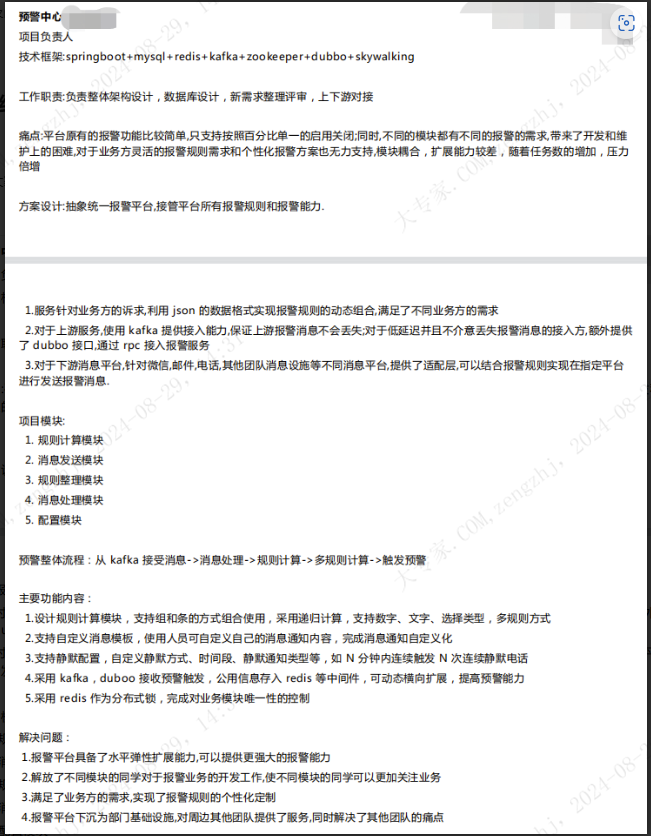 预警中心
项目负责人
技术框架:springboot+mysql+redis+kafka+zookeeper+dubbo+skywalking
工作职责:负责整体架构设计，数据库设计，新需求整理评审，上下游对接
痛点:平台原有的报警功能比较简单,只支持按照百分比单一的启用关闭;同时,不同的模块都有不同的报警的需求,带来了开发和维
护上的困难,对于业务方灵活的报警规则需求和个性化报警方案也无力支持,模块耦合，扩展能力较差，随着任务数的增加，压力
倍增
方案设计:抽象统一报警平台,接管平台所有报警规则和报警能力.
1.服务针对业务方的诉求,利用 json 的数据格式实现报警规则的动态组合,满足了不同业务方的需求
2.对于上游服务,使用 kafka 提供接入能力,保证上游报警消息不会丢失;对于低延迟并且不介意丢失报警消息的接入方,额外提供
了 dubbo 接口,通过 rpc 接入报警服务
3.对于下游消息平台,针对微信,邮件,电话,其他团队消息设施等不同消息平台,提供了适配层,可以结合报警规则实现在指定平台
进行发送报警消息.
项目模块:
1. 规则计算模块
2. 消息发送模块
3. 规则整理模块
4. 消息处理模块
5. 配置模块
预警整体流程：从 kafka 接受消息->消息处理->规则计算->多规则计算->触发预警
主要功能内容：
1.设计规则计算模块，支持组和条的方式组合使用，采用递归计算，支持数字、文字、选择类型，多规则方式
2.支持自定义消息模板，使用人员可自定义自己的消息通知内容，完成消息通知自定义化
3.支持静默配置，自定义静默方式、时间段、静默通知类型等，如 N 分钟内连续触发 N 次连续静默电话
4.采用 kafka，duboo 接收预警触发，公用信息存入 redis 等中间件，可动态横向扩展，提高预警能力
5.采用 redis 作为分布式锁，完成对业务模块唯一性的控制
解决问题：
1.报警平台具备了水平弹性扩展能力,可以提供更强大的报警能力
2.解放了不同模块的同学对于报警业务的开发工作,使不同模块的同学可以更加关注业务
3.满足了业务方的需求,实现了报警规则的个性化定制
4.报警平台下沉为部门基础设施,对周边其他团队提供了服务,同时解决了其他团队的痛点
大专家.COM,zengzhj, 2024-08-29,